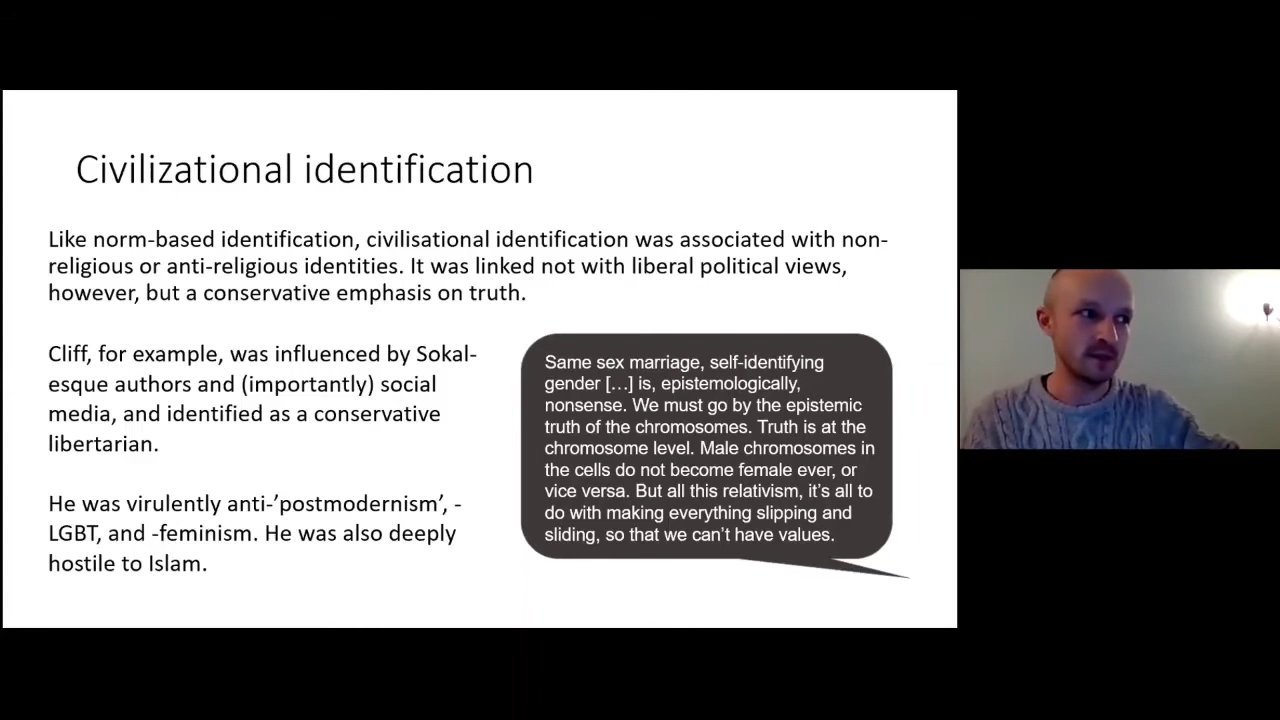 Civilizational identification
Like norm-based identification, civilisational identification was associated with non-
religious or anti-religious identities. It was linked not with liberal political views,
however, but a conservative emphasis on truth.
Cliff, for example, was influenced by Sokal-
esque authors and (importantly) social
media, and identified as a conservative
libertarian.
He was virulently anti-’postmodernism’, -
LGBT, and -feminism. He was also deeply
hostile to Islam.
Same sex marriage, self-identifying
gender […] is, epistemologically,
nonsense. We must go by the epistemic
truth of the chromosomes. Truth is at the
chromosome level. Male chromosomes in
the cells do not become female ever, or
vice versa. But all this relativism, it’s all to
do with making everything slipping and
sliding, so that we can’t have values.